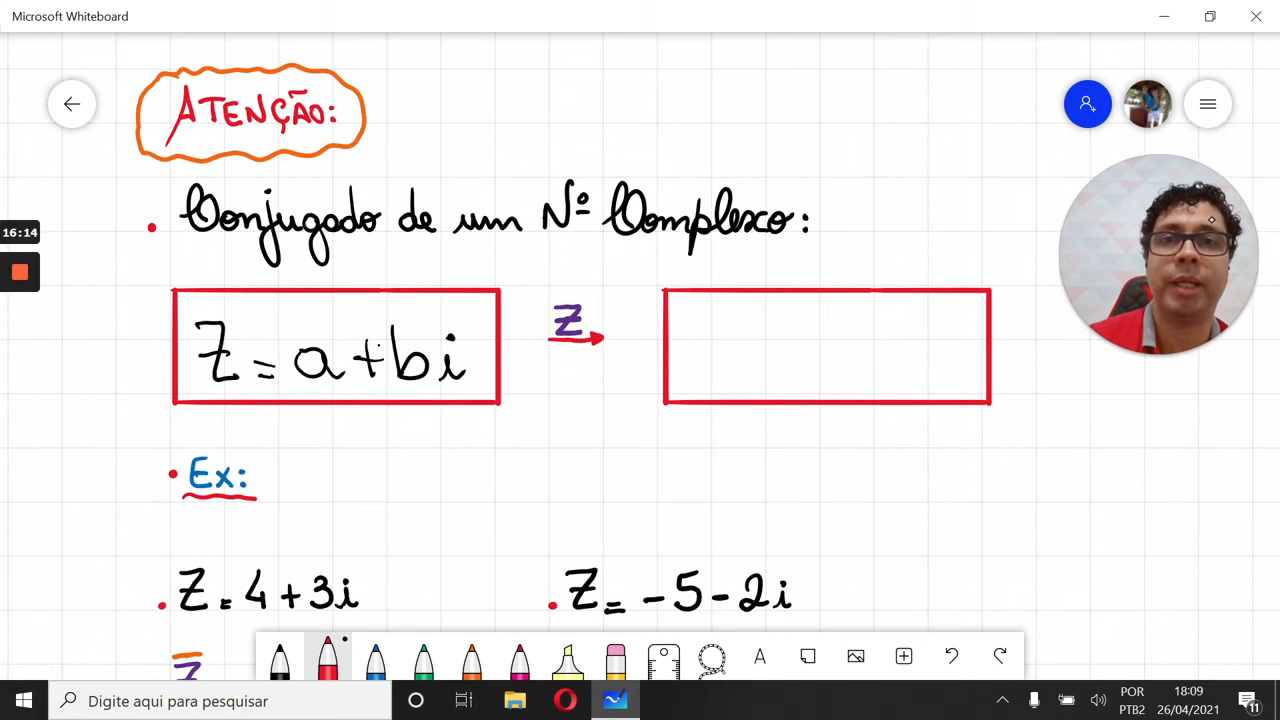 Microsoft Whiteboard
ATENÇÃO:
16:14
• Conjugado de um Nº Complexo:
Z = a + bi
Z
• Ex:
• Z = 4 + 3i
• Z = -5 - 2i
Z
A
Digite aqui para pesquisar
POR
PTB2
18:09
26/04/2021
11